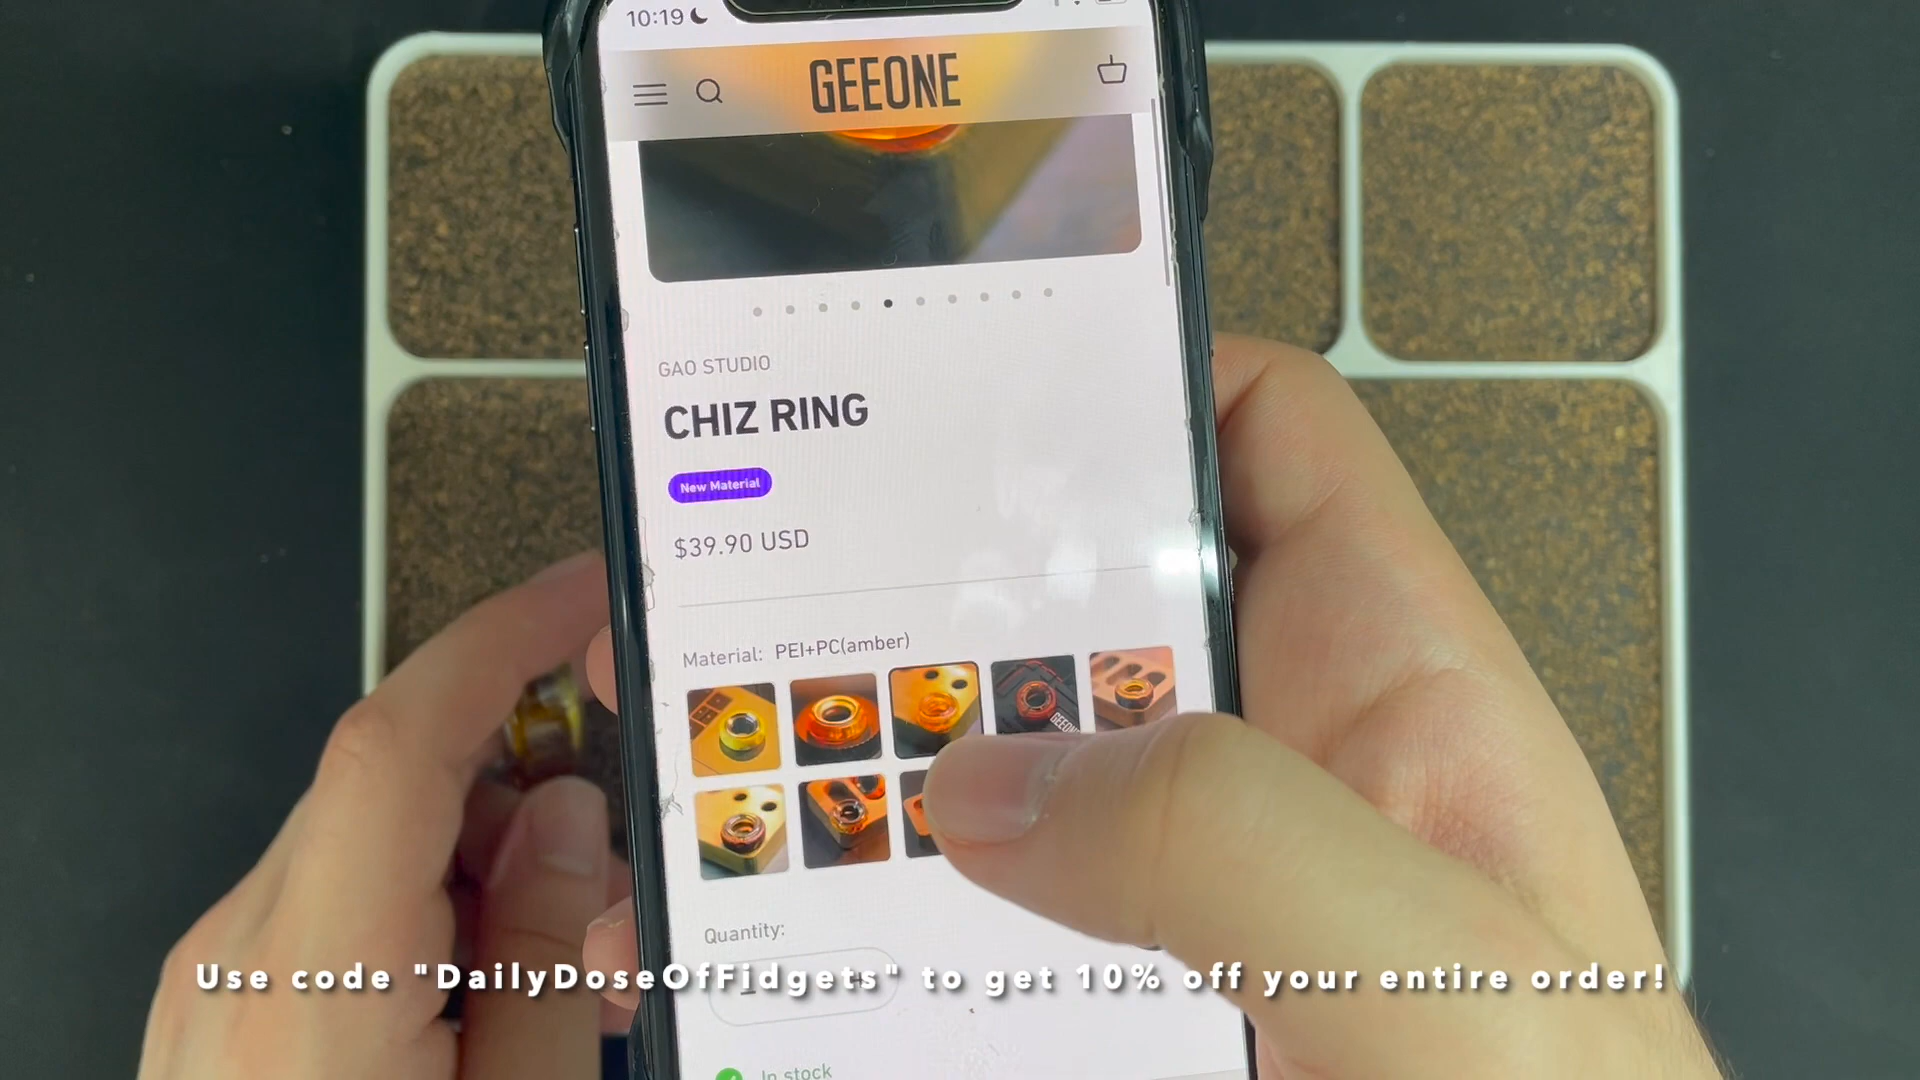 10:19
GEEONE
GAO STUDIO
CHIZ RING
New Material
$39.90 USD
Material: PEI+PC(amber)
GEEONE
Quantity:
Use code "DailyDoseOfFidgets" to get 10% off your entire order!
In stock